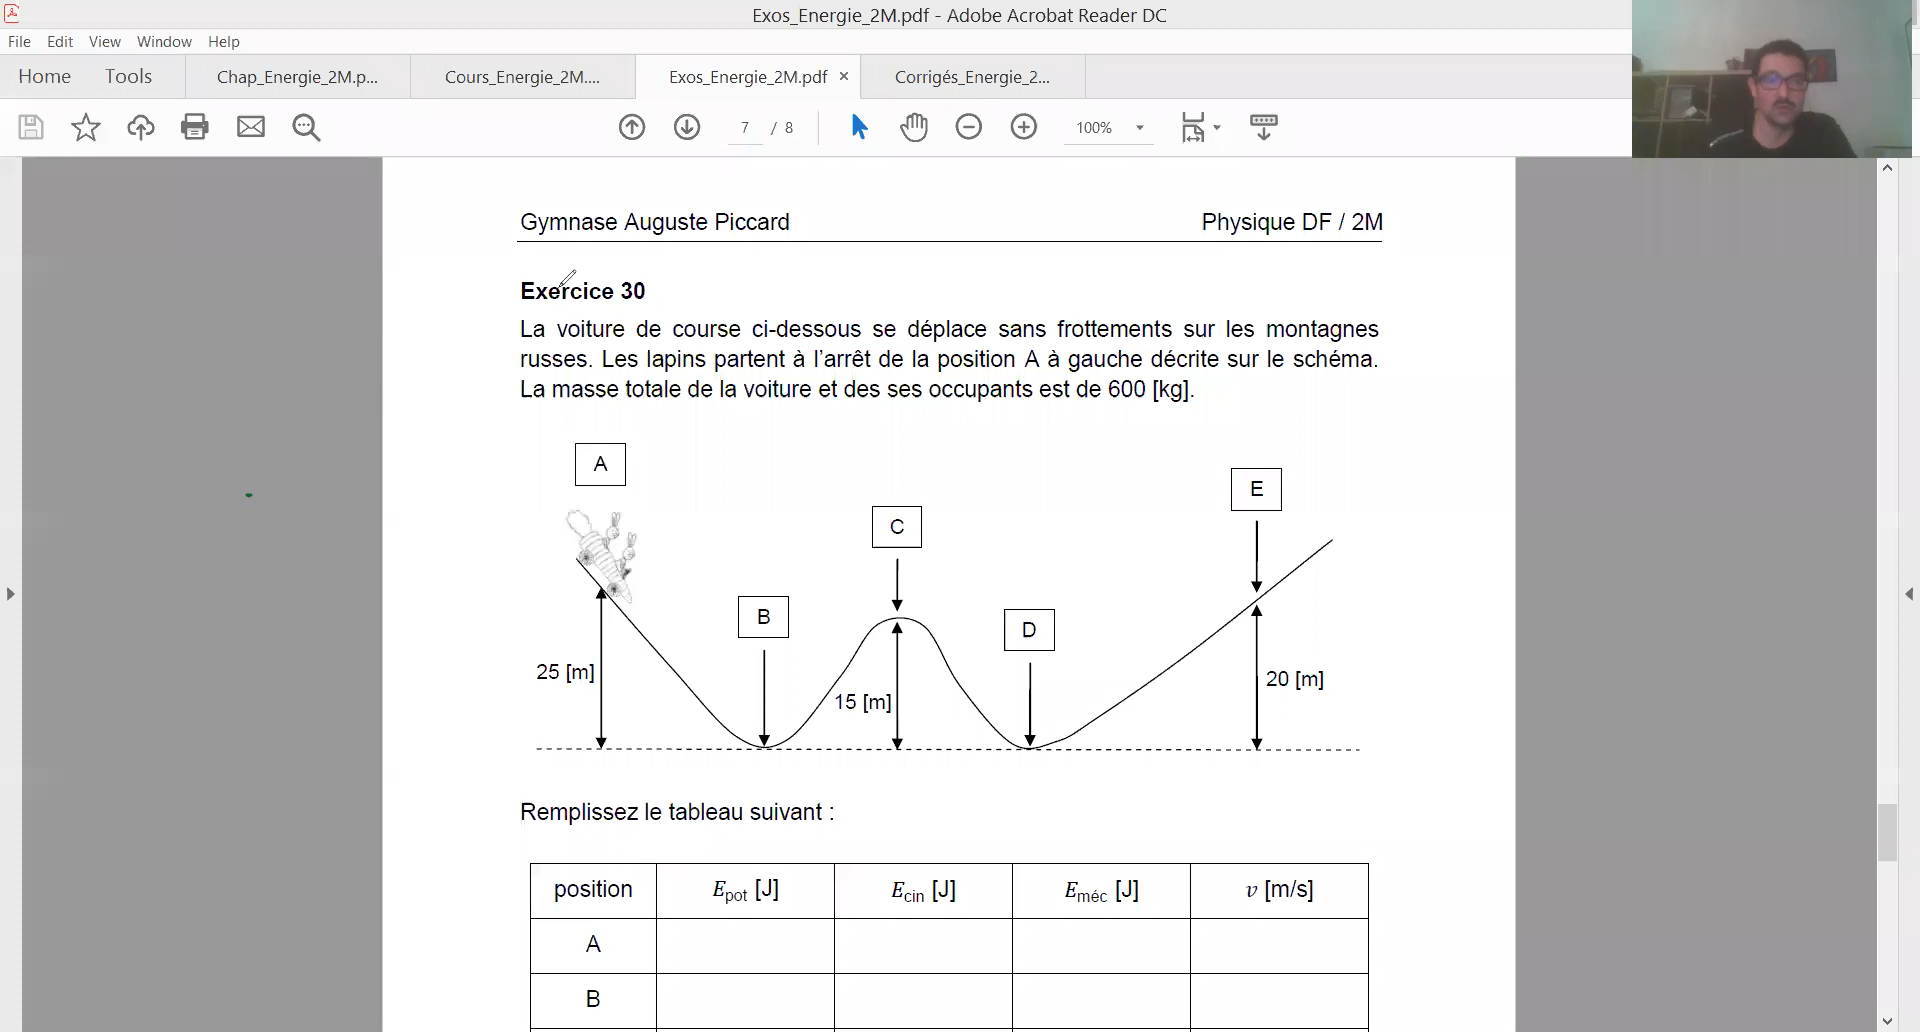 Exos_Energie_2M.pdf - Adobe Acrobat Reader DC
File Edit View Window Help
Home Tools Chap_Energie_2M.p... Cours_Energie_2M.... Exos_Energie_2M.pdf × Corrigés_Energie_2...
7 / 8 100%
Gymnase Auguste Piccard Physique DF / 2M
Exercice 30
La voiture de course ci-dessous se déplace sans frottements sur les montagnes
russes. Les lapins partent à l'arrêt de la position A à gauche décrite sur le schéma.
La masse totale de la voiture et des ses occupants est de 600 [kg].
A
E
C
B
D
25 [m]
15 [m]
20 [m]
Remplissez le tableau suivant :
position Epot [J] Ecin [J] Eméc [J] v [m/s]
A
B